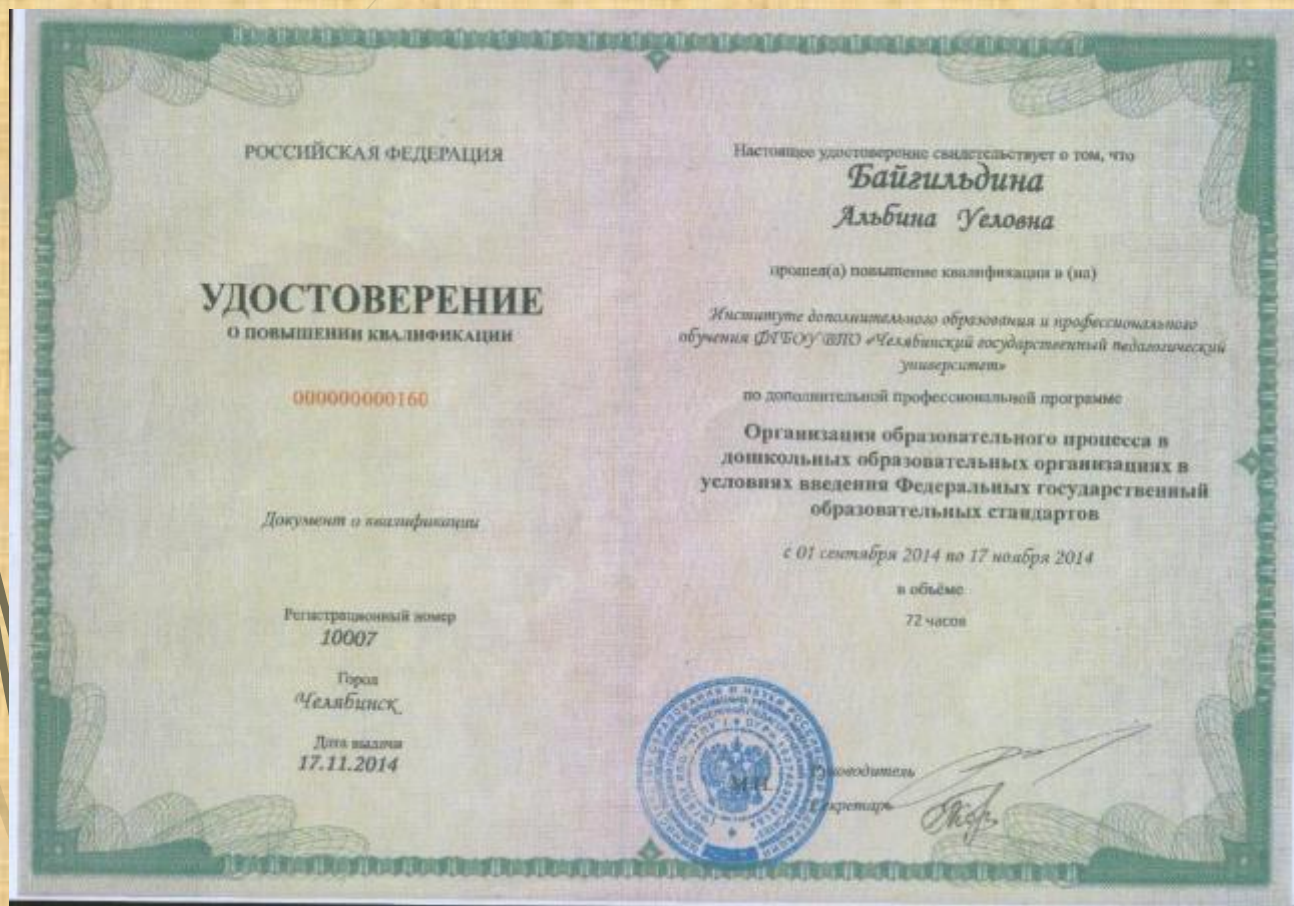 РОССИЙСКАЯ ФЕДЕРАЦИЯ
УДОСТОВЕРЕНИЕ
О ПОВЫШЕНИИ КВАЛИФИКАЦИИ
000000000160
Документ о квалификации
Регистрационный номер
10007
Город
Челябинск
Дата выдачи
17.11.2014
Настоящее удостоверение свидетельствует о том, что
Байгильдина
Альбина Уеловна
прошел(а) повышение квалификации в (на)
Институте дополнительного образования и профессионального
обучения ФГБОУ ВПО «Челябинский государственный педагогический
университет»
по дополнительной профессиональной программе
Организация образовательного процесса в
дошкольных образовательных организациях в
условиях введения Федеральных государственный
образовательных стандартов
с 01 сентября 2014 по 17 ноября 2014
в объёме
72 часов
М.П.
Руководитель
Секретарь